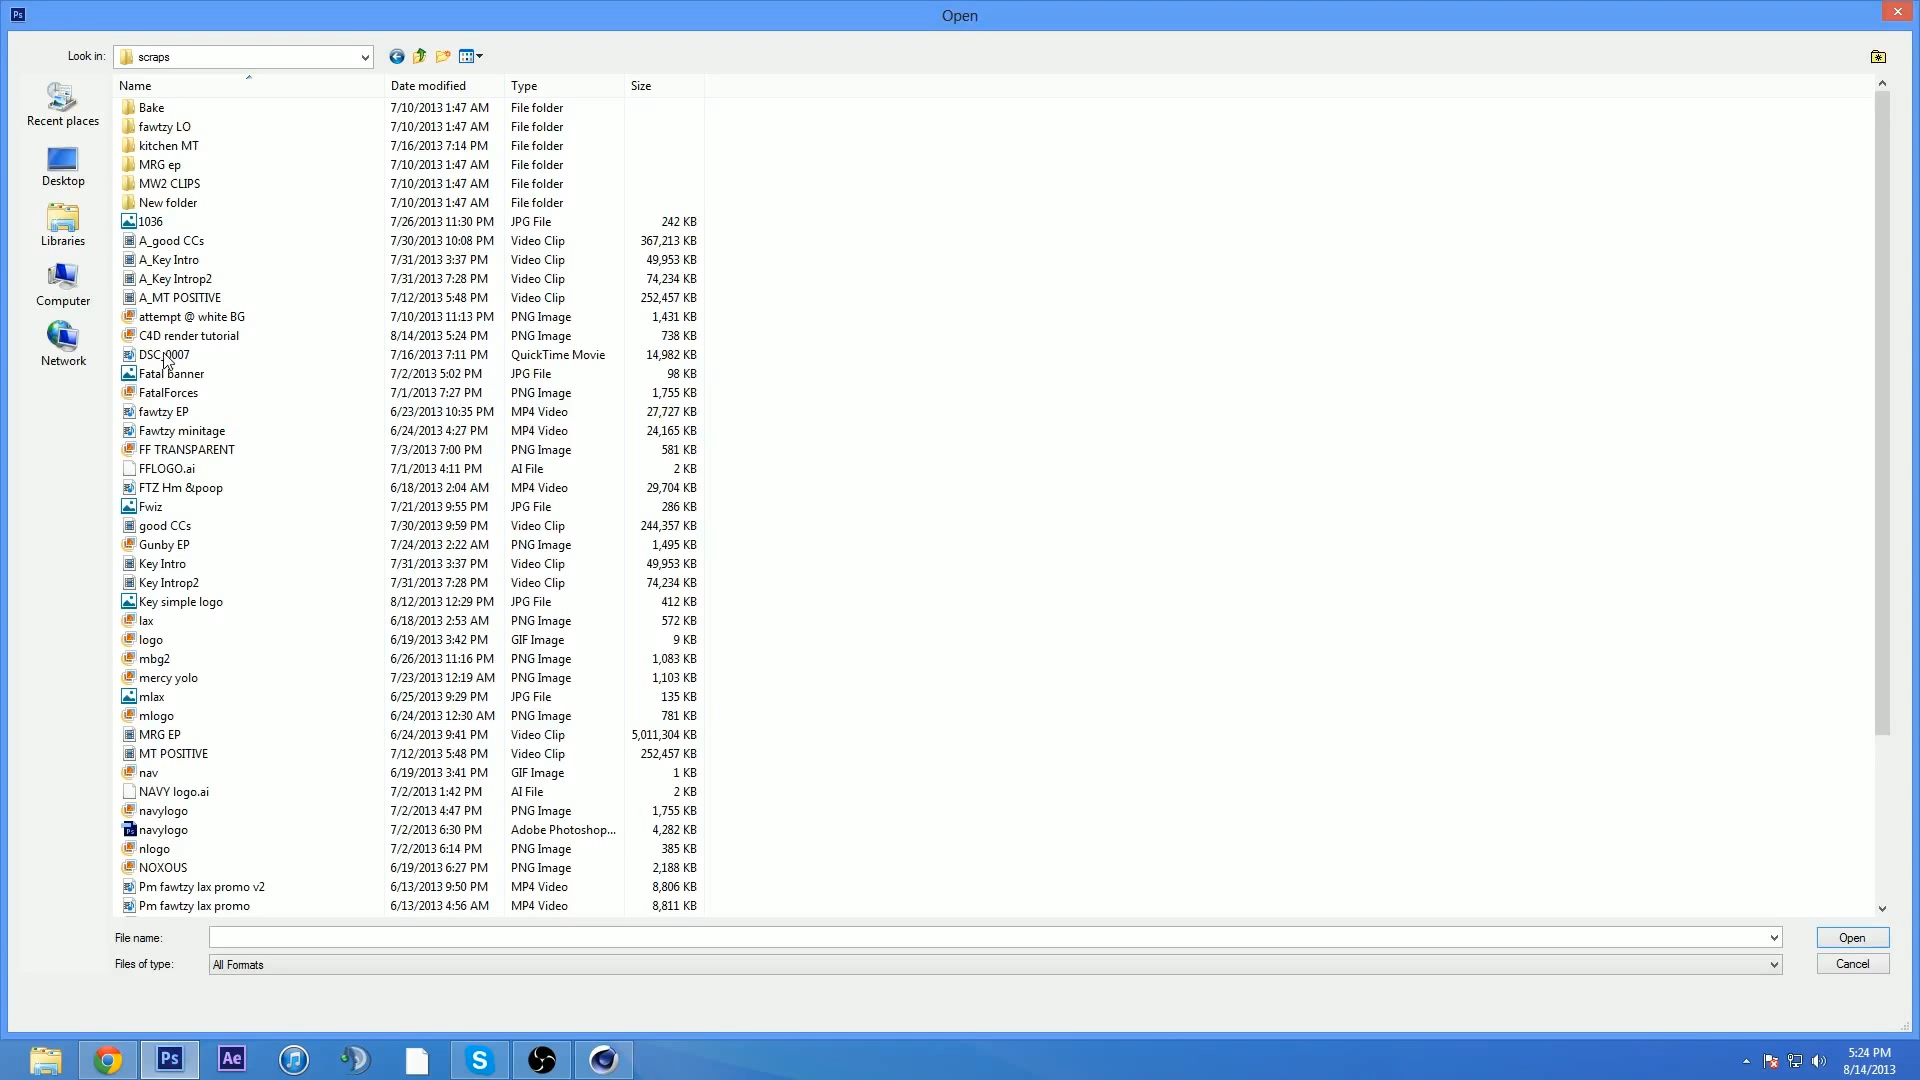 Ps Open
Look in: scraps
Name Date modified Type Size
Bake 7/10/2013 1:47 AM File folder
fawtzy LO 7/10/2013 1:47 AM File folder
kitchen MT 7/16/2013 7:14 PM File folder
MRG ep 7/10/2013 1:47 AM File folder
MW2 CLIPS 7/10/2013 1:47 AM File folder
New folder 7/10/2013 1:47 AM File folder
1036 7/26/2013 11:30 PM JPG File 242 KB
A_good CCs 7/30/2013 10:08 PM Video Clip 367,213 KB
A_Key Intro 7/31/2013 3:37 PM Video Clip 49,953 KB
A_Key Introp2 7/31/2013 7:28 PM Video Clip 74,234 KB
A_MT POSITIVE 7/12/2013 5:48 PM Video Clip 252,457 KB
attempt @ white BG 7/10/2013 11:13 PM PNG Image 1,431 KB
C4D render tutorial 8/14/2013 5:24 PM PNG Image 738 KB
DSC_0007 7/16/2013 7:11 PM QuickTime Movie 14,982 KB
Fatal banner 7/2/2013 5:02 PM JPG File 98 KB
FatalForces 7/1/2013 7:27 PM PNG Image 1,755 KB
fawtzy EP 6/23/2013 10:35 PM MP4 Video 27,727 KB
Fawtzy minitage 6/24/2013 4:27 PM MP4 Video 24,165 KB
FF TRANSPARENT 7/3/2013 7:00 PM PNG Image 581 KB
FFLOGO.ai 7/1/2013 4:11 PM AI File 2 KB
FTZ Hm &poop 6/18/2013 2:04 AM MP4 Video 29,704 KB
Fwiz 7/21/2013 9:55 PM JPG File 286 KB
good CCs 7/30/2013 9:59 PM Video Clip 244,357 KB
Gunby EP 7/24/2013 2:22 AM PNG Image 1,495 KB
Key Intro 7/31/2013 3:37 PM Video Clip 49,953 KB
Key Introp2 7/31/2013 7:28 PM Video Clip 74,234 KB
Key simple logo 8/12/2013 12:29 PM JPG File 412 KB
lax 6/18/2013 2:53 AM PNG Image 572 KB
logo 6/19/2013 3:42 PM GIF Image 9 KB
mbg2 6/26/2013 11:16 PM PNG Image 1,083 KB
mercy yolo 7/23/2013 12:19 AM PNG Image 1,103 KB
mlax 6/25/2013 9:29 PM JPG File 135 KB
mlogo 6/24/2013 12:30 AM PNG Image 781 KB
MRG EP 6/24/2013 9:41 PM Video Clip 5,011,304 KB
MT POSITIVE 7/12/2013 5:48 PM Video Clip 252,457 KB
nav 6/19/2013 3:41 PM GIF Image 1 KB
NAVY logo.ai 7/2/2013 1:42 PM AI File 2 KB
navylogo 7/2/2013 4:47 PM PNG Image 1,755 KB
navylogo 7/2/2013 6:30 PM Adobe Photoshop... 4,282 KB
nlogo 7/2/2013 6:14 PM PNG Image 385 KB
NOXOUS 6/19/2013 6:27 PM PNG Image 2,188 KB
Pm fawtzy lax promo v2 6/13/2013 9:50 PM MP4 Video 8,806 KB
Pm fawtzy lax promo 6/13/2013 4:56 AM MP4 Video 8,811 KB
Recent places
Desktop
Libraries
Computer
Network
File name: Open
Files of type: All Formats Cancel
Ps Ae S
5:24 PM
8/14/2013